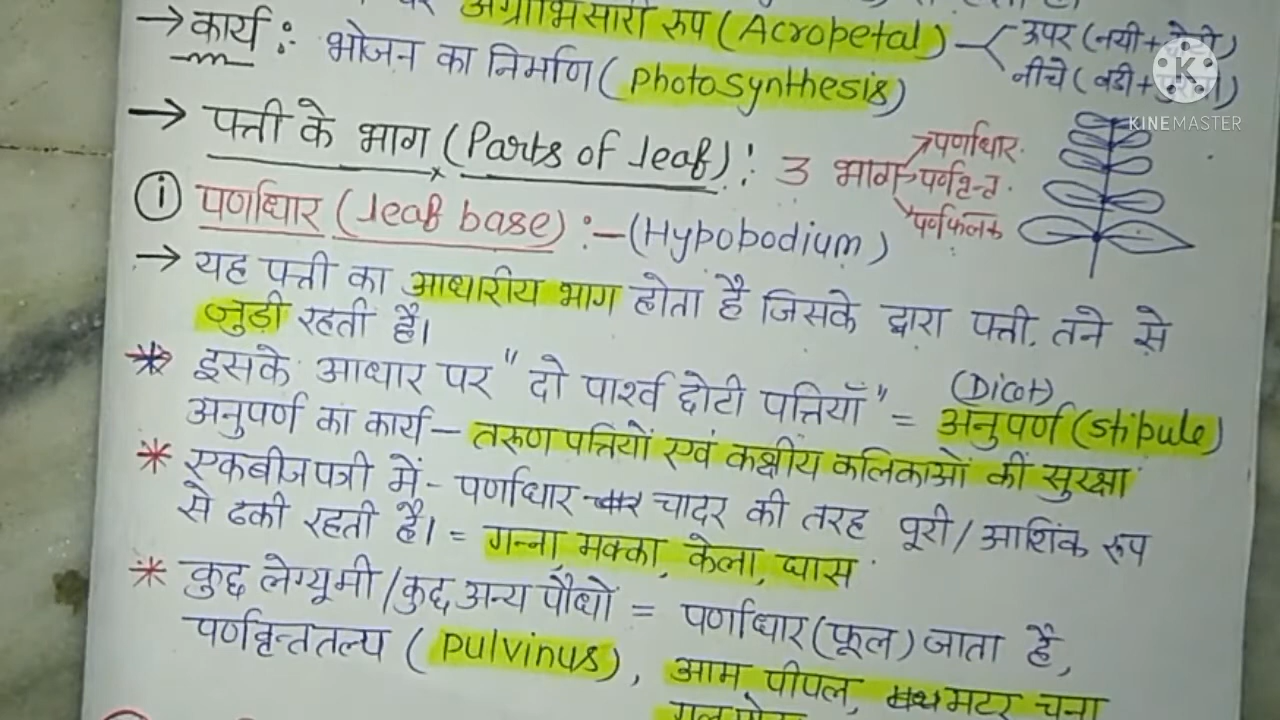 अग्राभिसारी रुप (Acropetal)
ऊपर (नयी +
→ कार्य :- भोजन का निर्माण (photosynthesis)
नीचे (बडी +
KINEMASTER
→ पत्ती के भाग (Parts of leaf) : 3 भाग
पर्णाधार.
पर्णवृन्त.
पर्णफलक
(i) पर्णाधार (leaf base) :- (Hypopodium)
→ यह पत्ती का आधारीय भाग होता है जिसके द्वारा पत्ती, तने से
जुड़ी रहती है।
* इसके आधार पर "दो पार्श्व छोटी पत्तियाँ" = अनुपर्ण (stipule)
(Dicot)
अनुपर्ण का कार्य - तरूण पत्तियों एवं कक्षीय कलिकाओं की सुरक्षा
* एकबीजपत्री में - पर्णाधार चादर की तरह पूरी / आशिंक रूप
से ढकी रहती है। = गन्ना, मक्का, केला, घास
* कुछ लेग्यूमी / कुछ अन्य पौधो = पर्णाधार (फूल) जाता है,
पर्णवृन्ततल्प (pulvinus), आम, पीपल, मटर चना